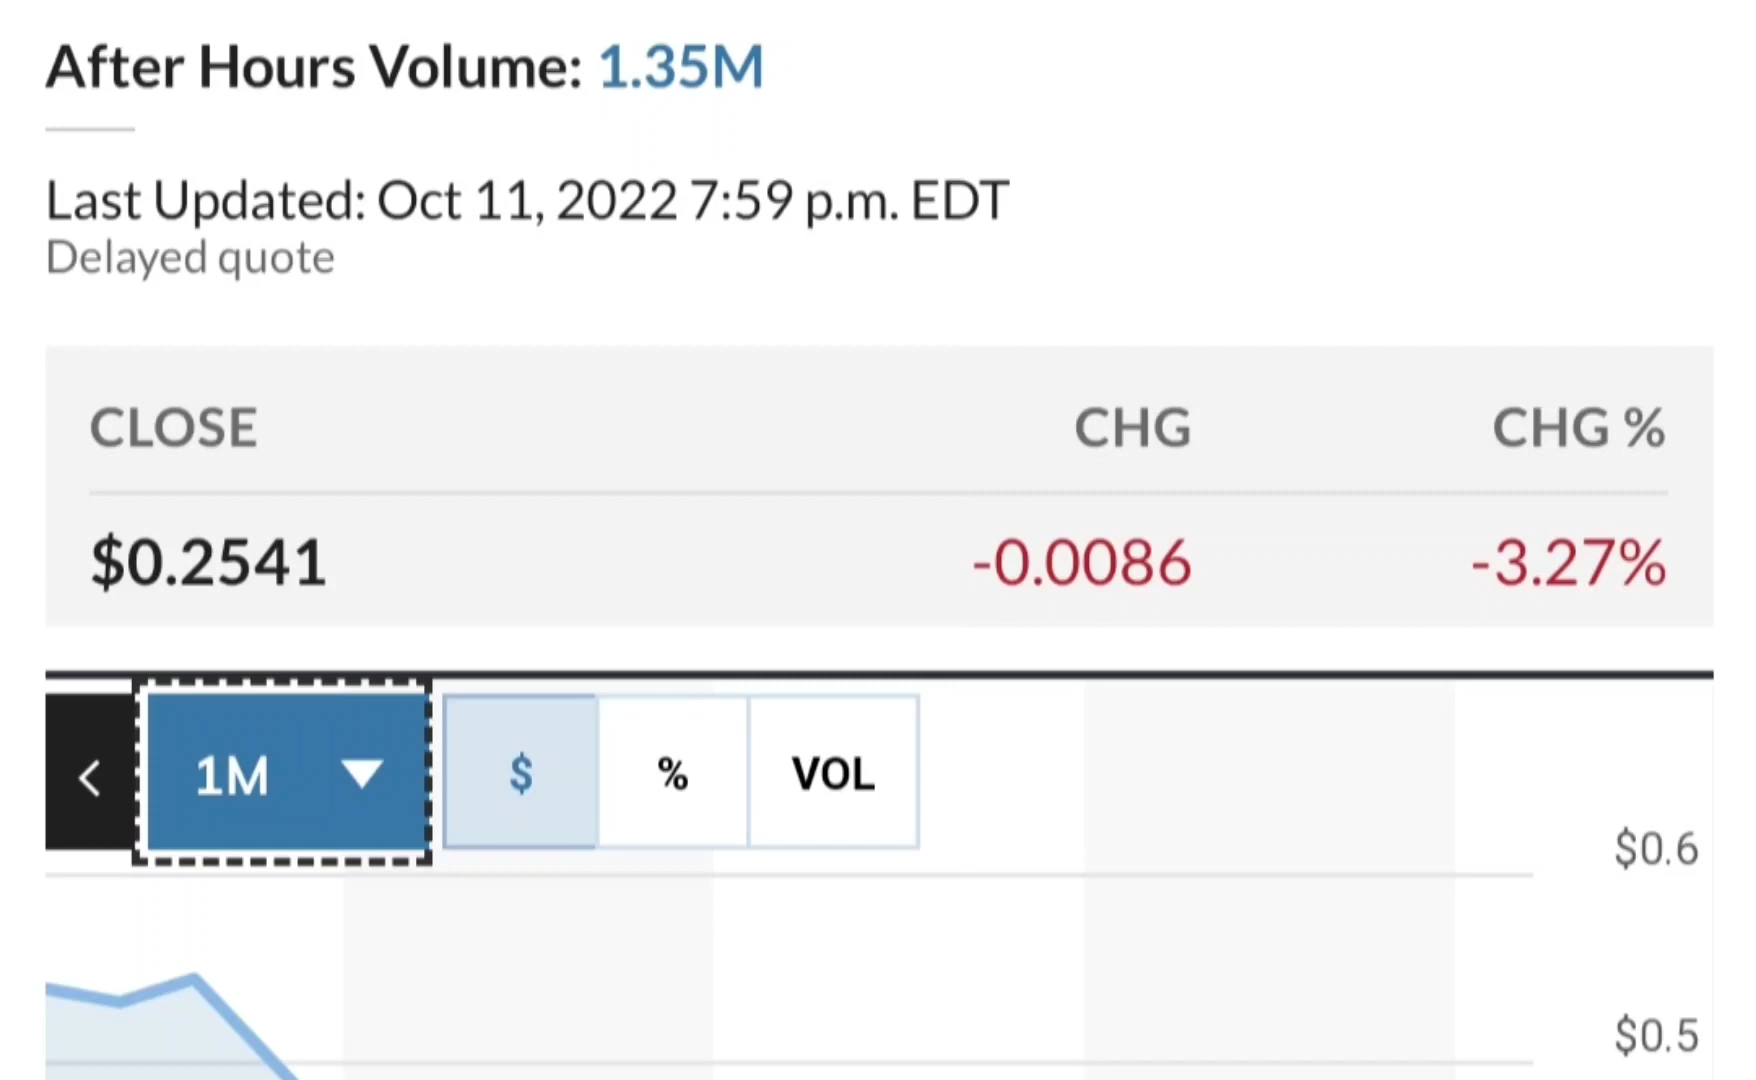 After Hours Volume: 1.35M
Last Updated: Oct 11, 2022 7:59 p.m. EDT
Delayed quote
CLOSE CHG CHG %
$0.2541 -0.0086 -3.27%
1M $ % VOL
$0.6
$0.5